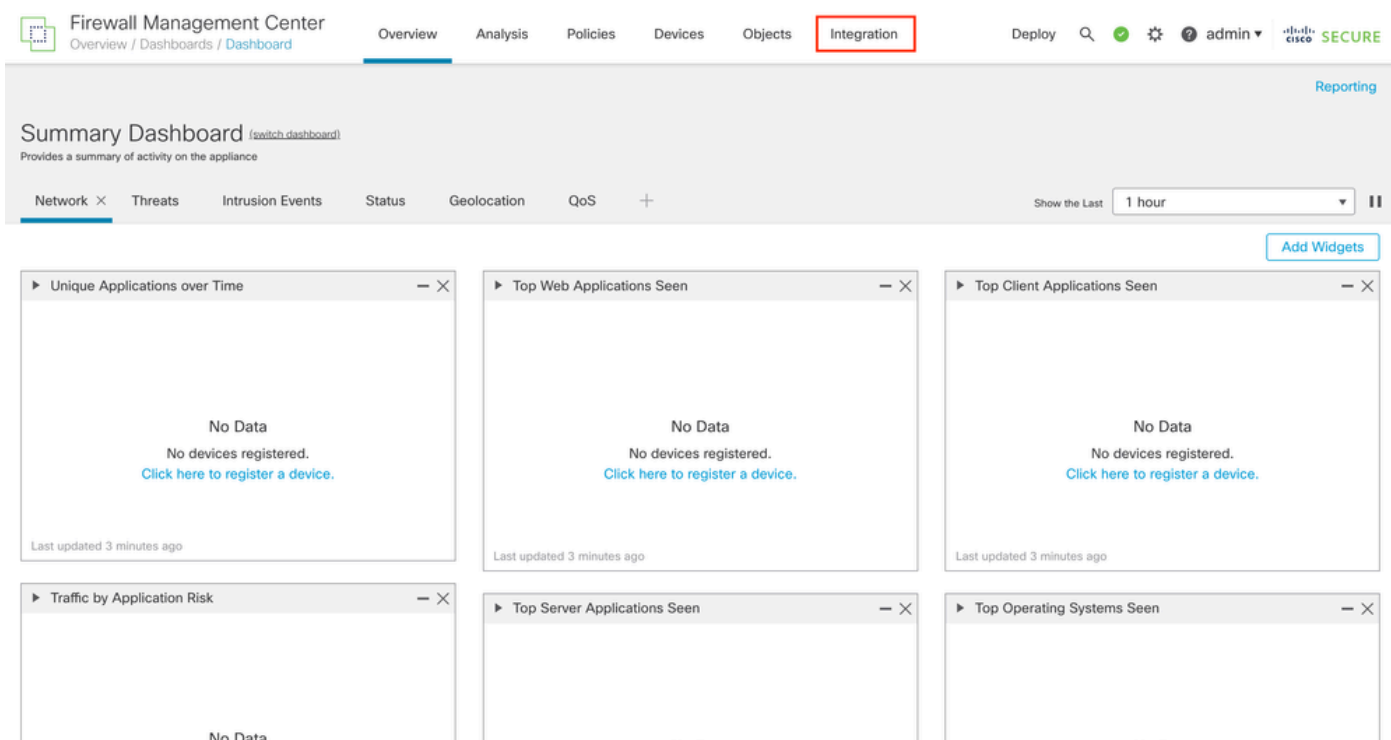 Firewall Management Center
Overview / Dashboards / Dashboard
Overview Analysis Policies Devices Objects Integration Deploy admin cisco SECURE
Reporting
Summary Dashboard (switch dashboard)
Provides a summary of activity on the appliance
Network Threats Intrusion Events Status Geolocation QoS Show the Last 1 hour
Add Widgets
Unique Applications over Time
No Data
No devices registered.
Click here to register a device.
Last updated 3 minutes ago
Top Web Applications Seen
No Data
No devices registered.
Click here to register a device.
Last updated 3 minutes ago
Top Client Applications Seen
No Data
No devices registered.
Click here to register a device.
Last updated 3 minutes ago
Traffic by Application Risk
No Data
Top Server Applications Seen
Top Operating Systems Seen